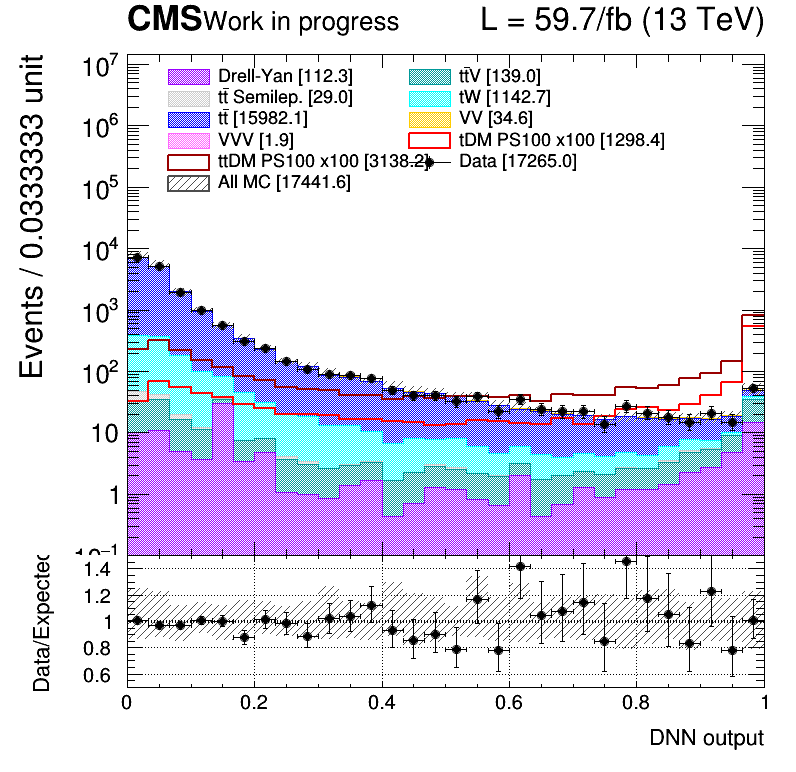 CMS Work in progress L = 59.7/fb (13 TeV)
Events / 0.0333333 unit
10⁷
10⁶
10⁵
10⁴
10³
10²
10
1
10⁻¹
Drell-Yan [112.3] tt̄V [139.0]
tt̄ Semilep. [29.0] tW [1142.7]
tt̄ [15982.1] VV [34.6]
VVV [1.9] tDM PS100 x100 [1298.4]
ttDM PS100 x100 [3138.2] Data [17265.0]
All MC [17441.6]
Data/Expected
1.4
1.2
1
0.8
0.6
0 0.2 0.4 0.6 0.8 1
DNN output